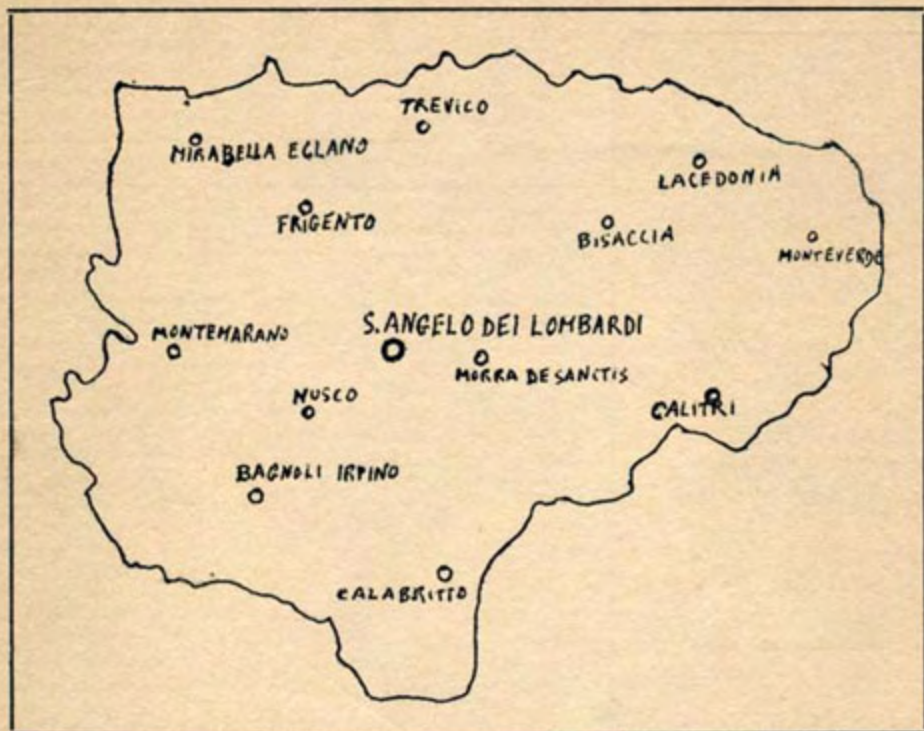 TREVICO
MIRABELLA ECLANO
LACEDONIA
FRIGENTO
BISACCIA
MONTEVERDE
MONTEMARANO
S. ANGELO DEI LOMBARDI
MORRA DE SANCTIS
NUSCO
CALITRI
BAGNOLI IRPINO
CALABRITTO